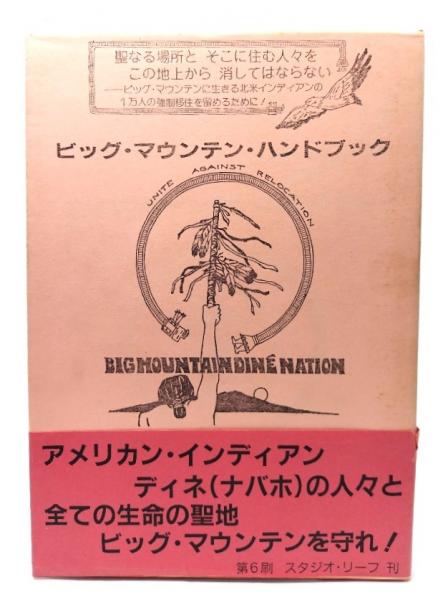 聖なる場所と そこに住む人々を
この地上から 消してはならない
──ビッグ・マウンテンに生きる北米インディアンの
1万人の強制移住を留めるために!
ビッグ・マウンテン・ハンドブック
UNITE AGAINST RELOCATION
BIG MOUNTAIN DINÉ NATION
アメリカン・インディアン
ディネ(ナバホ)の人々と
全ての生命の聖地
ビッグ・マウンテンを守れ!
第6刷 スタジオ・リーフ 刊